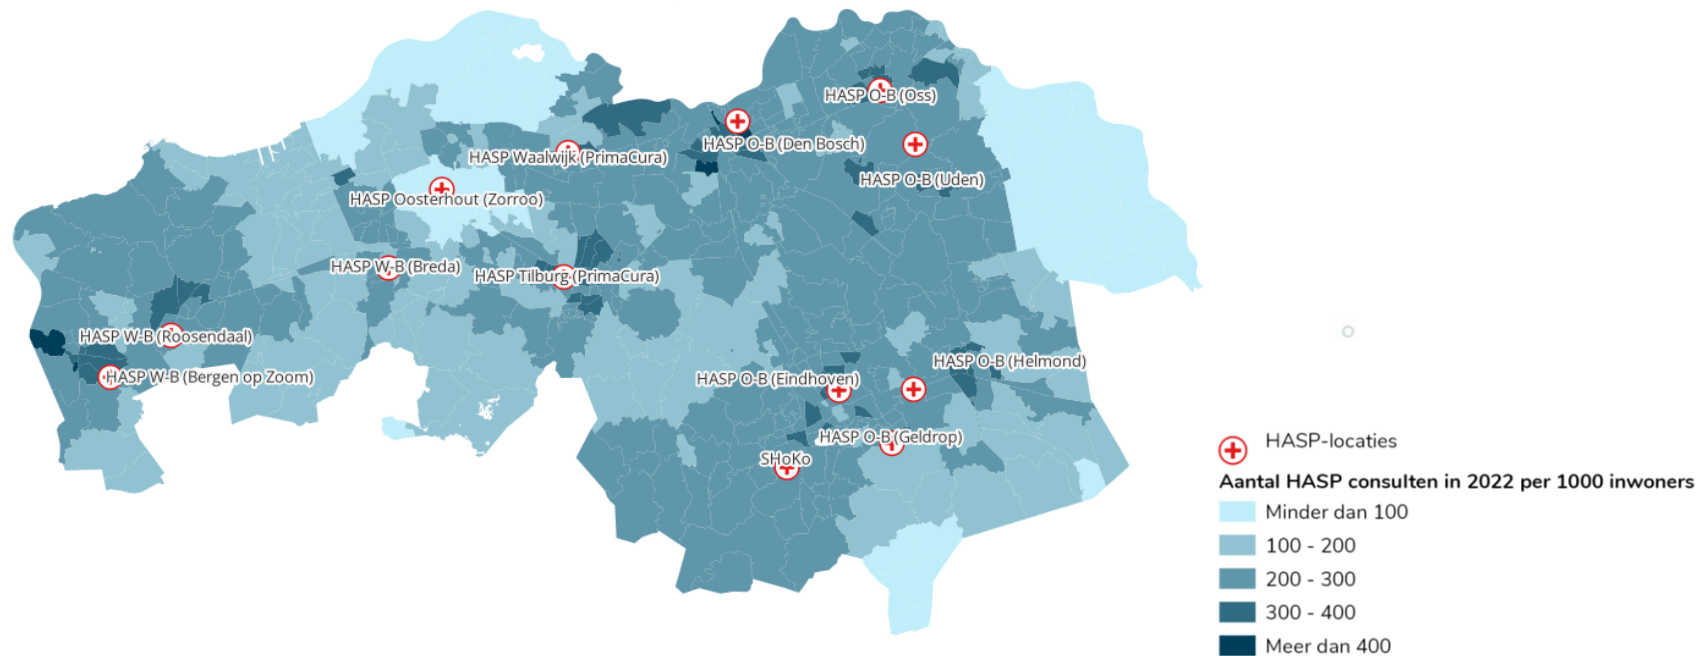 HASP O-B (Oss)
HASP O-B (Den Bosch)
HASP Waalwijk (PrimaCura)
HASP O-B (Uden)
HASP Oosterhout (Zorroo)
HASP W-B (Breda)
HASP Tilburg (PrimaCura)
HASP W-B (Roosendaal)
HASP O-B (Helmond)
HASP W-B (Bergen op Zoom)
HASP O-B (Eindhoven)
HASP O-B (Geldrop)
SHoKo
HASP-locaties
Aantal HASP consulten in 2022 per 1000 inwoners
Minder dan 100
100 - 200
200 - 300
300 - 400
Meer dan 400